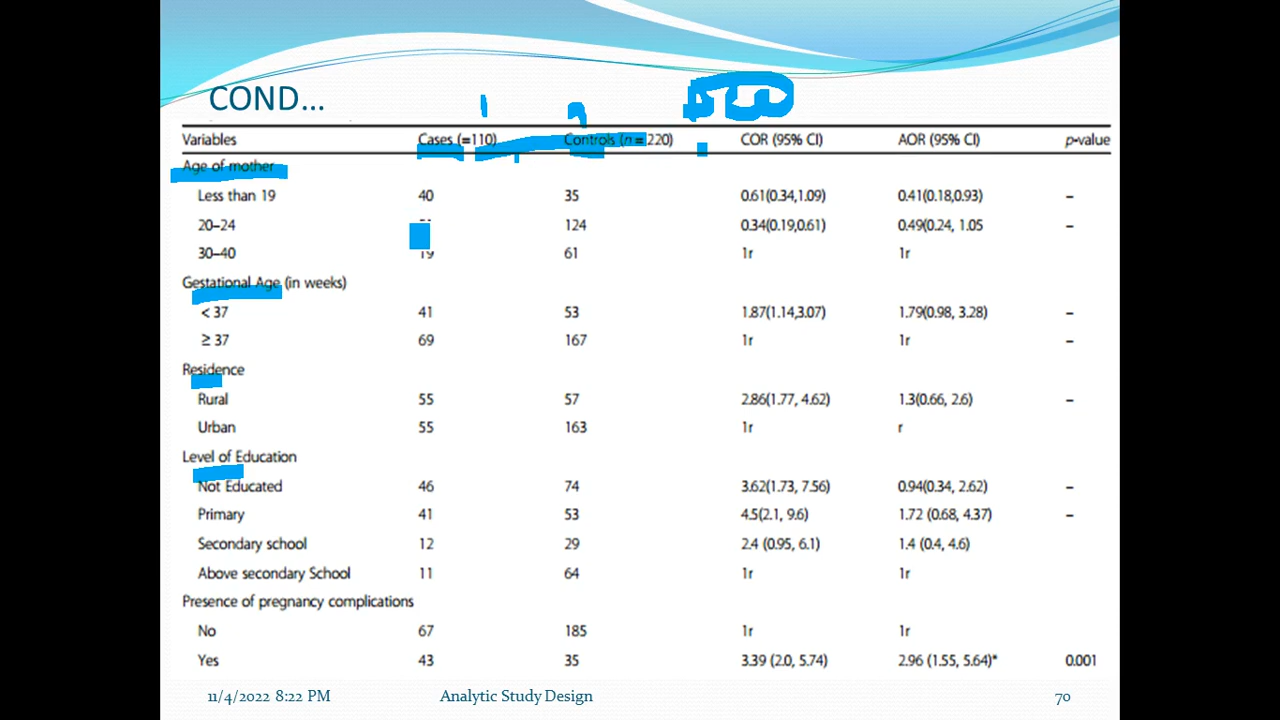 COND...
Variables Cases (=110) Controls (n = 220) COR (95% CI) AOR (95% CI) p-value
Age of mother
Less than 19 40 35 0.61(0.34,1.09) 0.41(0.18,0.93) –
20–24 124 0.34(0.19,0.61) 0.49(0.24, 1.05 –
30–40 19 61 1r 1r
Gestational Age (in weeks)
< 37 41 53 1.87(1.14,3.07) 1.79(0.98, 3.28) –
≥ 37 69 167 1r 1r –
Residence
Rural 55 57 2.86(1.77, 4.62) 1.3(0.66, 2.6) –
Urban 55 163 1r r
Level of Education
Not Educated 46 74 3.62(1.73, 7.56) 0.94(0.34, 2.62) –
Primary 41 53 4.5(2.1, 9.6) 1.72 (0.68, 4.37) –
Secondary school 12 29 2.4 (0.95, 6.1) 1.4 (0.4, 4.6)
Above secondary School 11 64 1r 1r
Presence of pregnancy complications
No 67 185 1r 1r
Yes 43 35 3.39 (2.0, 5.74) 2.96 (1.55, 5.64)* 0.001
11/4/2022 8:22 PM Analytic Study Design 70